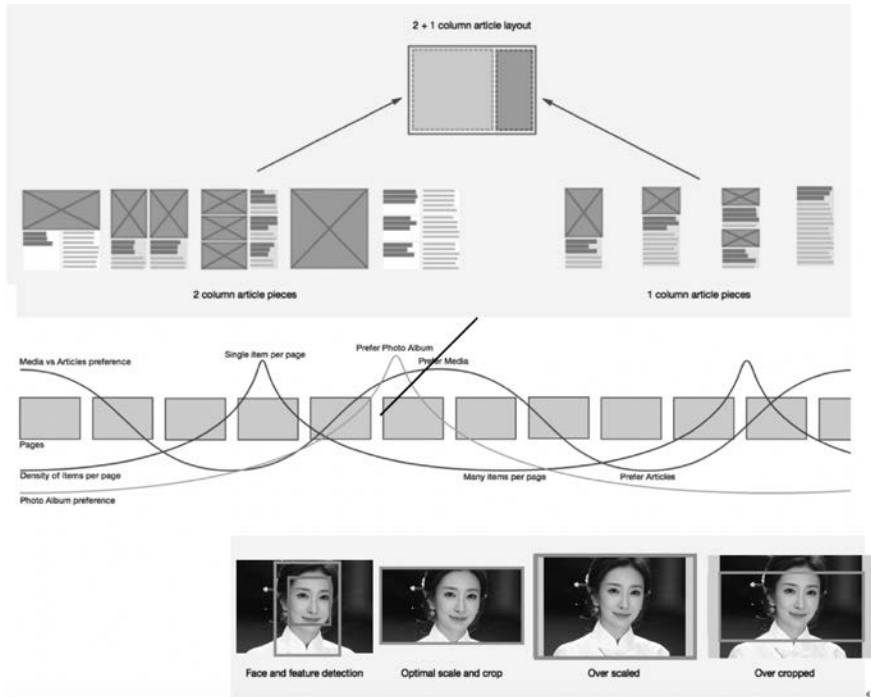 2 + 1 column article layout
2 column article pieces
1 column article pieces
Prefer Photo Album
Media vs Articles preference
Single item per page
Prefer Media
Pages
Density of Items per page
Many items per page
Prefer Articles
Photo Album preference
Face and feature detection
Optimal scale and crop
Over scaled
Over cropped